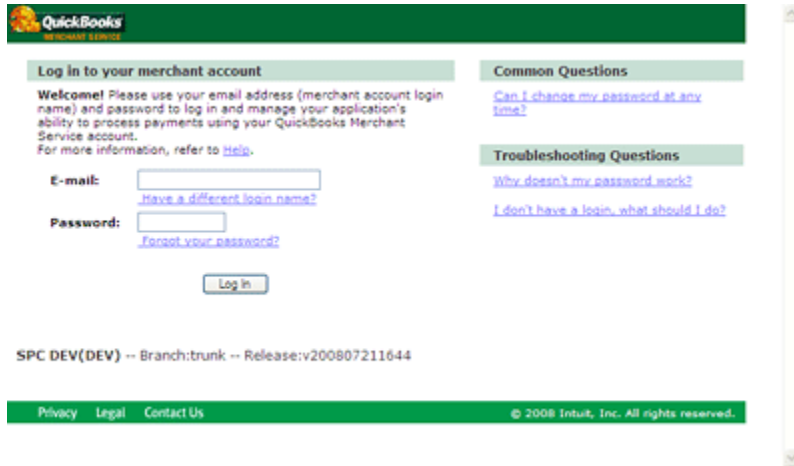 QuickBooks
MERCHANT SERVICE
Log in to your merchant account
Welcome! Please use your email address (merchant account login
name) and password to log in and manage your application's
ability to process payments using your QuickBooks Merchant
Service account.
For more information, refer to Help.
E-mail:
Have a different login name?
Password:
Forgot your password?
Log In
Common Questions
Can I change my password at any
time?
Troubleshooting Questions
Why doesn't my password work?
I don't have a login, what should I do?
SPC DEV(DEV) -- Branch:trunk -- Release:v200807211644
Privacy Legal Contact Us
© 2008 Intuit, Inc. All rights reserved.